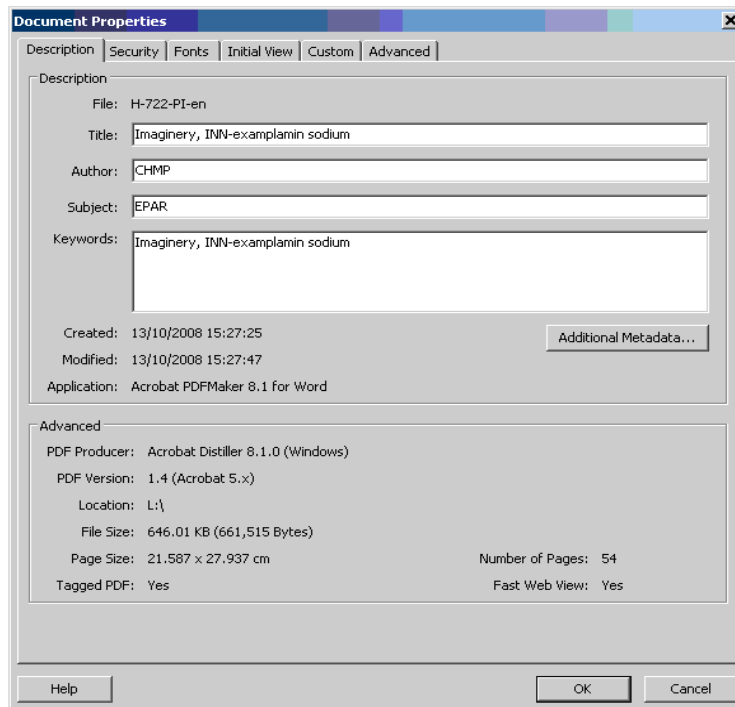 Document Properties
Description Security Fonts Initial View Custom Advanced
Description
File: H-722-PI-en
Title: Imaginery, INN-examplamin sodium
Author: CHMP
Subject: EPAR
Keywords: Imaginery, INN-examplamin sodium
Created: 13/10/2008 15:27:25
Additional Metadata...
Modified: 13/10/2008 15:27:47
Application: Acrobat PDFMaker 8.1 for Word
Advanced
PDF Producer: Acrobat Distiller 8.1.0 (Windows)
PDF Version: 1.4 (Acrobat 5.x)
Location: L:\
File Size: 646.01 KB (661,515 Bytes)
Page Size: 21.587 x 27.937 cm Number of Pages: 54
Tagged PDF: Yes Fast Web View: Yes
Help OK Cancel